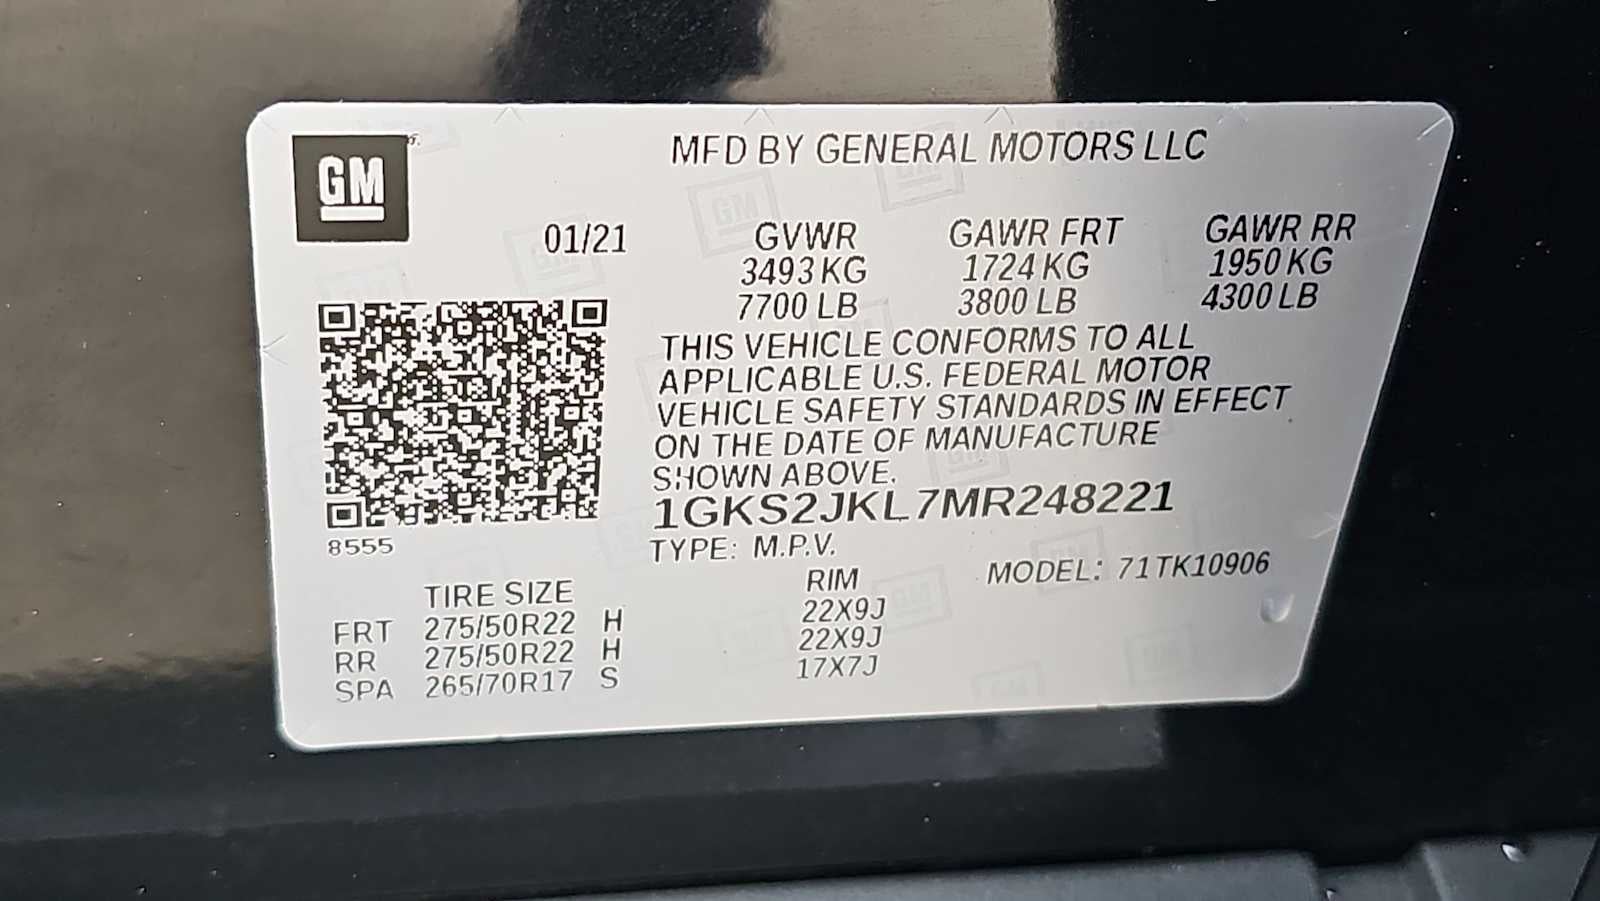 GM
MFD BY GENERAL MOTORS LLC
01/21 GVWR GAWR FRT GAWR RR
3493 KG 1724 KG 1950 KG
7700 LB 3800 LB 4300 LB
THIS VEHICLE CONFORMS TO ALL
APPLICABLE U.S. FEDERAL MOTOR
VEHICLE SAFETY STANDARDS IN EFFECT
ON THE DATE OF MANUFACTURE
SHOWN ABOVE.
1GKS2JKL7MR248221
8555
TYPE: M.P.V. MODEL: 71TK10906
TIRE SIZE RIM
FRT 275/50R22 H 22X9J
RR 275/50R22 H 22X9J
SPA 265/70R17 S 17X7J